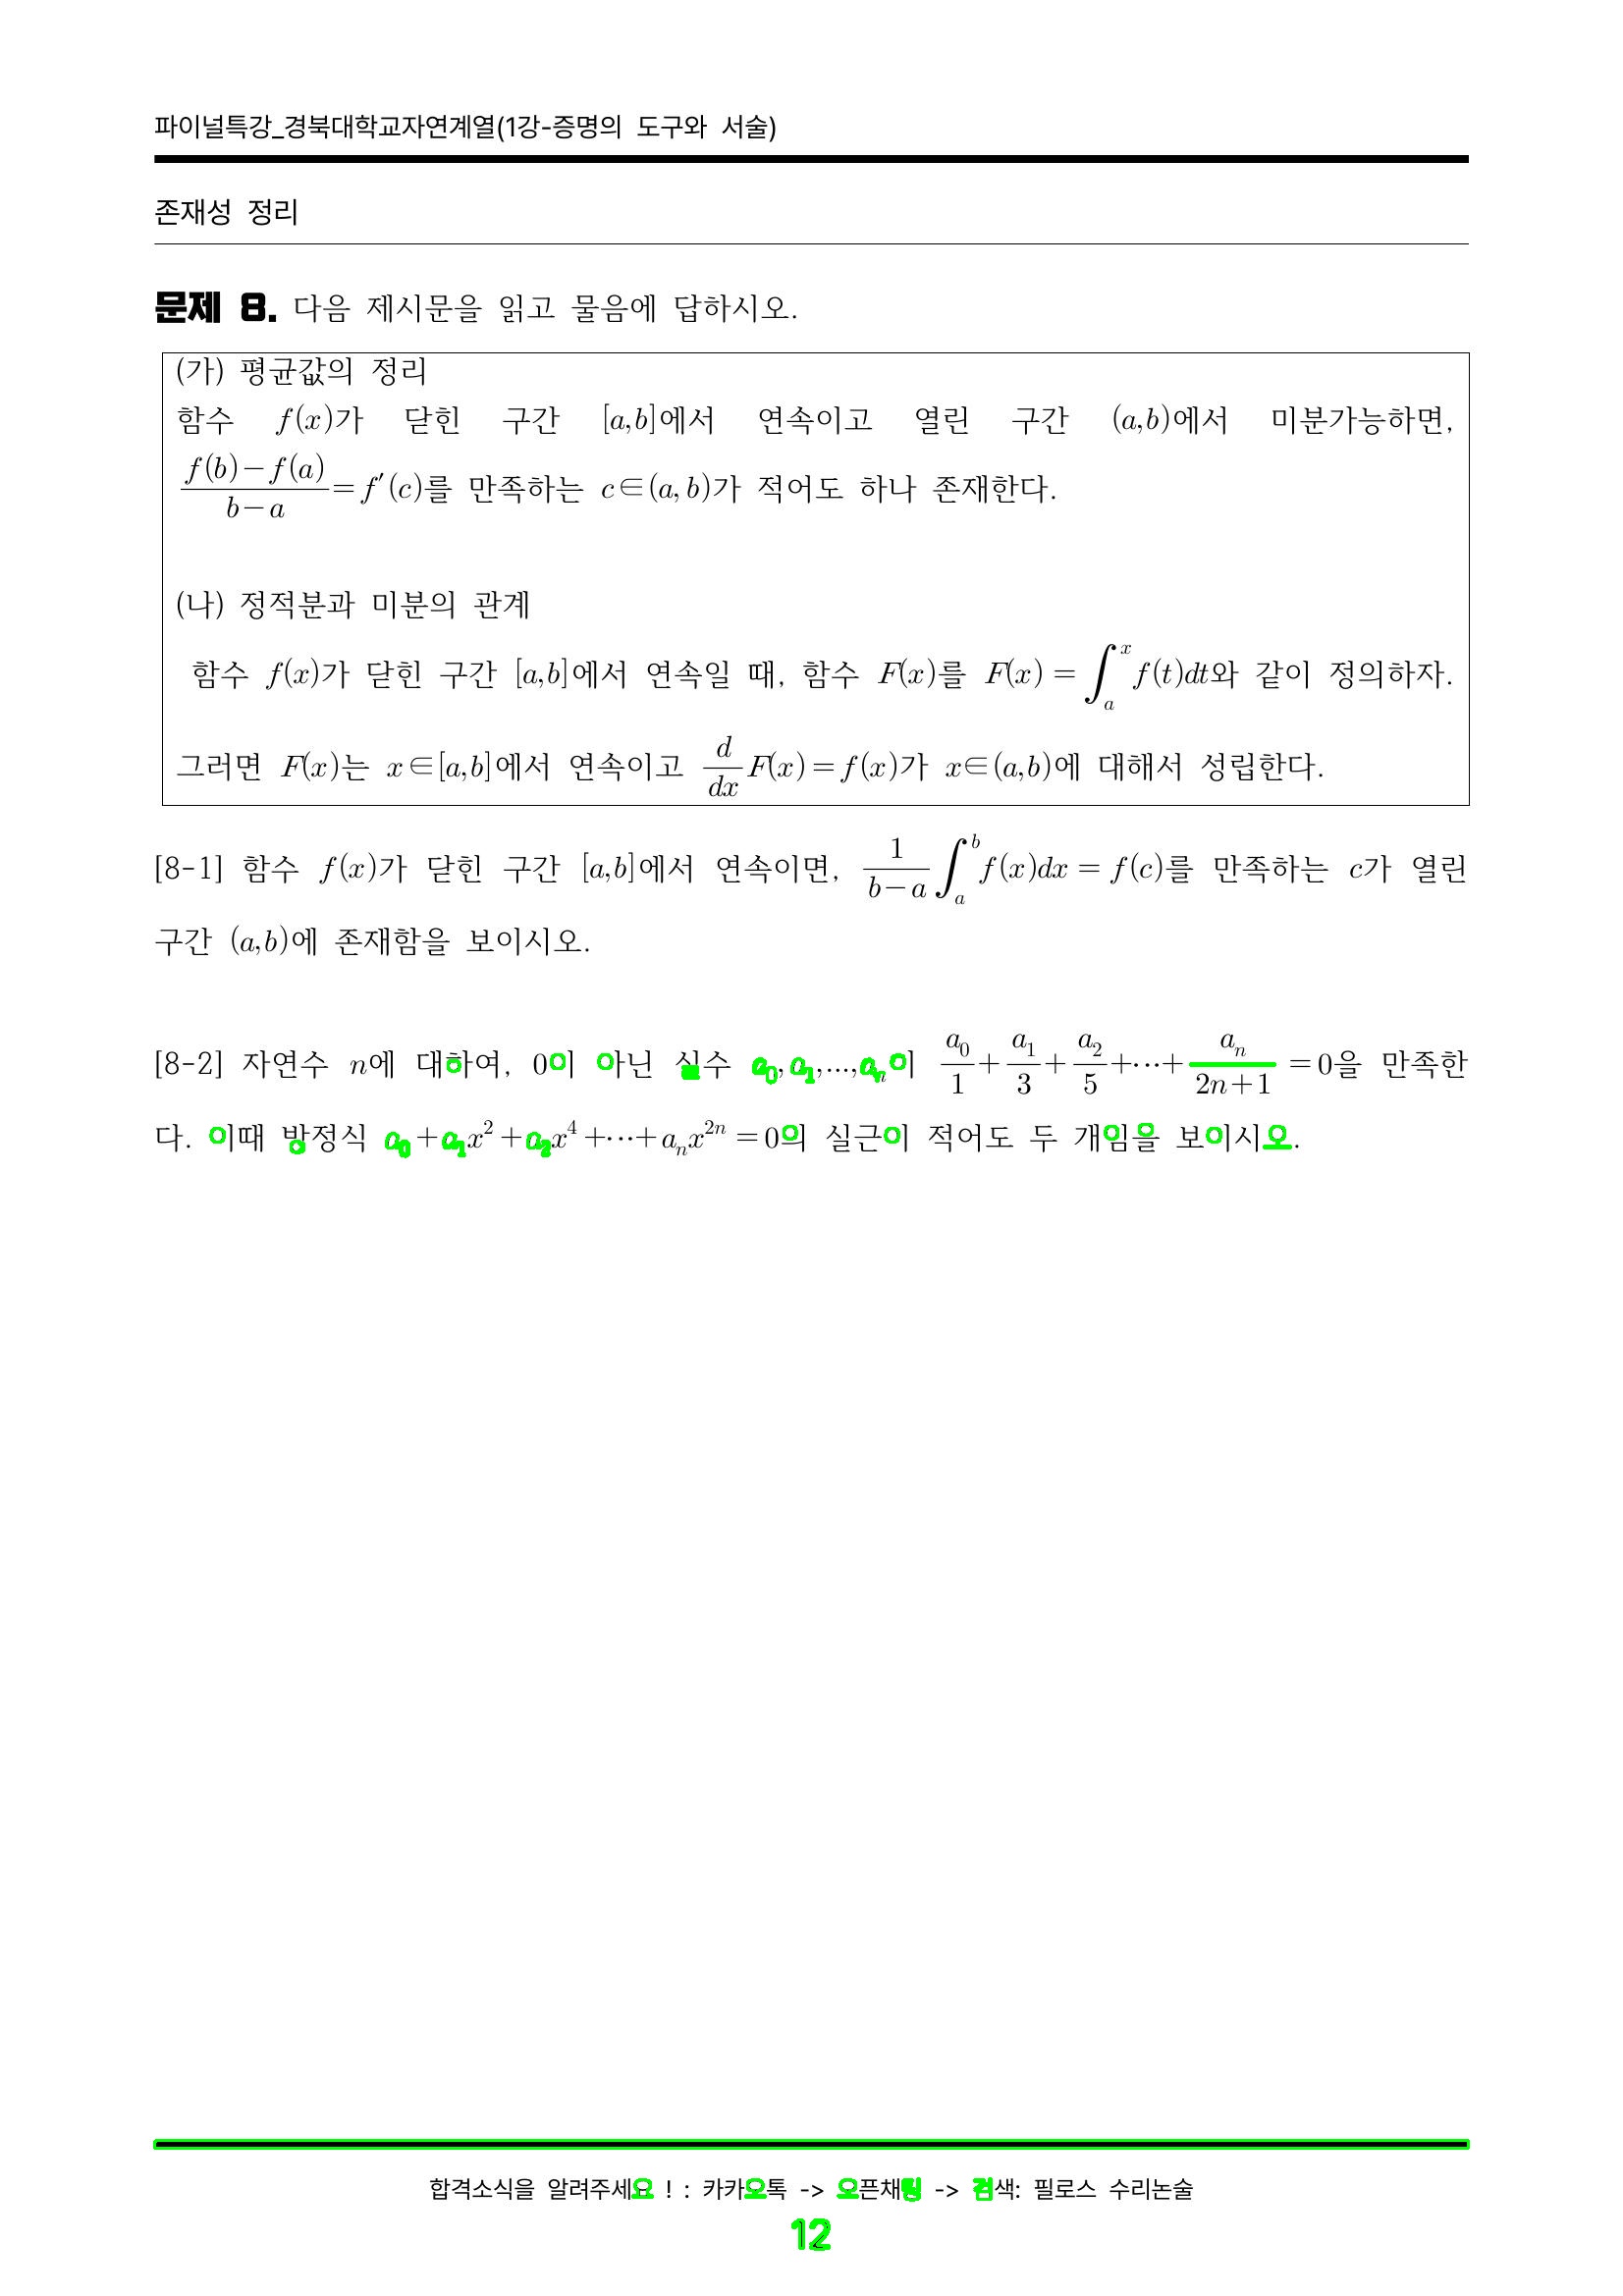 파이널특강_경북대학교자연계열(1강-증명의 도구와 서술)
존재성 정리
문제 8. 다음 제시문을 읽고 물음에 답하시오.
(가) 평균값의 정리
함수 f(x)가 닫힌 구간 [a,b]에서 연속이고 열린 구간 (a,b)에서 미분가능하면,
\frac{f(b)-f(a)}{b-a}=f'(c)를 만족하는 c∈(a, b)가 적어도 하나 존재한다.
(나) 정적분과 미분의 관계
함수 f(x)가 닫힌 구간 [a,b]에서 연속일 때, 함수 F(x)를 F(x) = \int_a^x f(t)dt와 같이 정의하자.
그러면 F(x)는 x∈[a,b]에서 연속이고 \frac{d}{dx}F(x)=f(x)가 x∈(a,b)에 대해서 성립한다.
[8-1] 함수 f(x)가 닫힌 구간 [a,b]에서 연속이면, \frac{1}{b-a}\int_a^b f(x)dx = f(c)를 만족하는 c가 열린
구간 (a,b)에 존재함을 보이시오.
[8-2] 자연수 n에 대하여, 0이 아닌 실수 a_0, a_1, ..., a_n이 \frac{a_0}{1}+\frac{a_1}{3}+\frac{a_2}{5}+⋯+\frac{a_n}{2n+1} =0을 만족한
다. 이때 방정식 a_0+a_1x^2+a_2x^4+⋯+a_nx^{2n}=0의 실근이 적어도 두 개임을 보이시오.
합격소식을 알려주세요 ! : 카카오톡 -> 오픈채팅 -> 검색: 필로스 수리논술
12